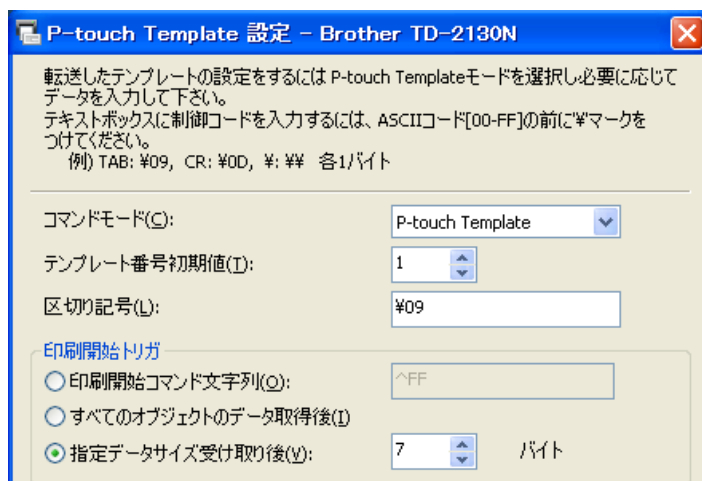 P-touch Template 設定 - Brother TD-2130N
転送したテンプレートの設定をするには P-touch Templateモードを選択し必要に応じて
データを入力して下さい。
テキストボックスに制御コードを入力するには、ASCIIコード[00-FF]の前に¥マークを
つけてください。
例) TAB: ¥09, CR: ¥0D, ¥: ¥¥ 各1バイト
コマンドモード(C): P-touch Template
テンプレート番号初期値(T): 1
区切り記号(L): ¥09
印刷開始トリガ
印刷開始コマンド文字列(O): ^FF
すべてのオブジェクトのデータ取得後(I)
指定データサイズ受け取り後(V): 7 バイト